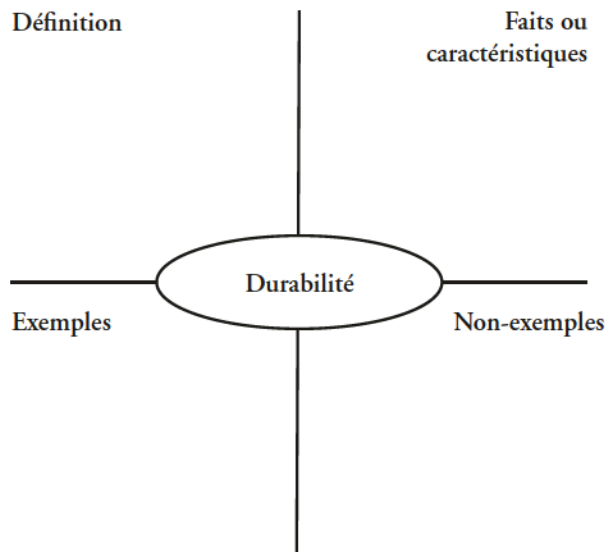 Définition
Faits ou
caractéristiques
Durabilité
Exemples
Non-exemples